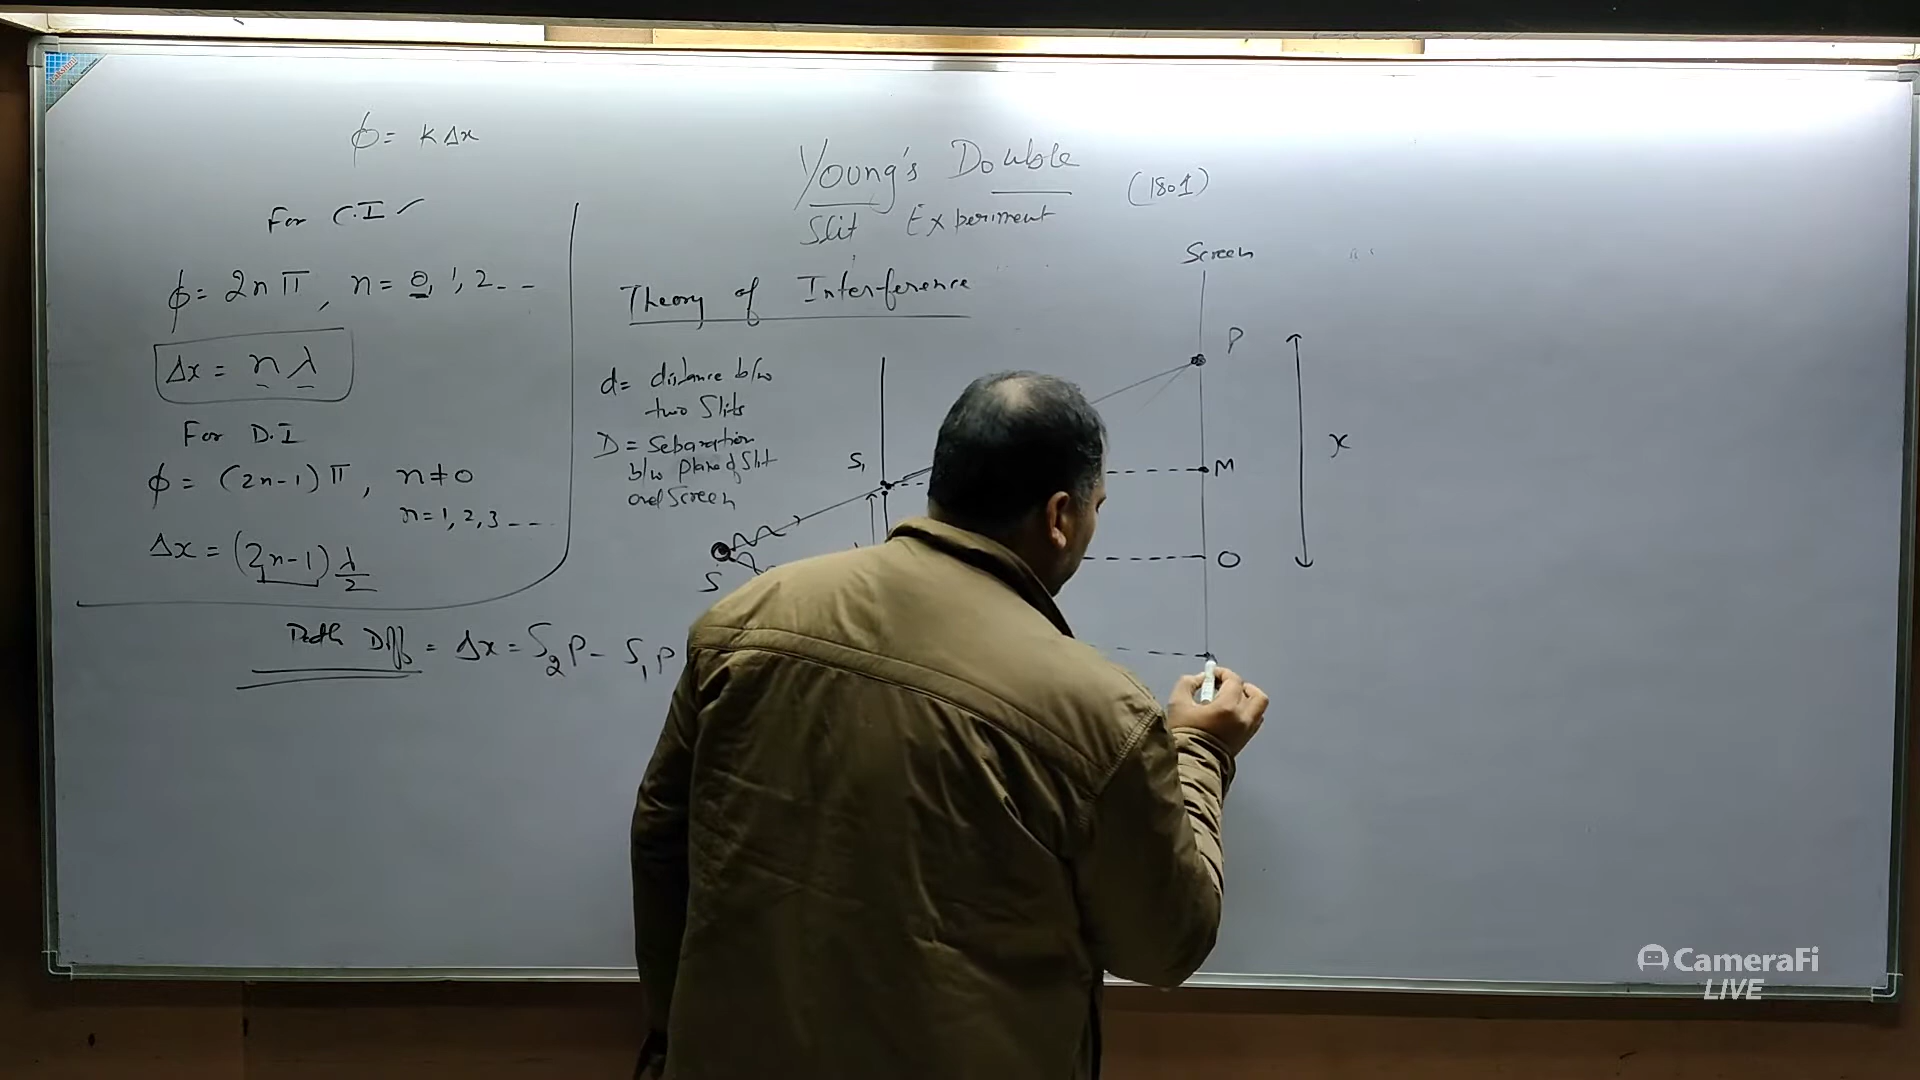 ϕ = K Δx
For C.I ✓
ϕ = 2nπ, n = 0, 1, 2 - -
Δx = nλ
For D.I
ϕ = (2n-1)π, n ≠ 0
n = 1, 2, 3 - - -
Δx = (2n-1) λ/2
Path Diff = Δx = S₂P - S₁P
Young's Double
Slit Experiment
(1801)
Theory of Interference
d = distance b/w
two Slits
D = Separation
b/w plane of Slit
and Screen
Screen
P
x
S₁
M
O
S
CameraFi
LIVE